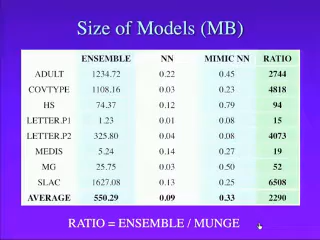 Size of Models (MB)
ENSEMBLE NN MIMIC NN RATIO
ADULT 1234.72 0.22 0.45 2744
COVTYPE 1108.16 0.03 0.23 4818
HS 74.37 0.12 0.79 94
LETTER.P1 1.23 0.01 0.08 15
LETTER.P2 325.80 0.04 0.08 4073
MEDIS 5.24 0.14 0.27 19
MG 25.75 0.03 0.50 52
SLAC 1627.08 0.13 0.25 6508
AVERAGE 550.29 0.09 0.33 2290
RATIO = ENSEMBLE / MUNGE